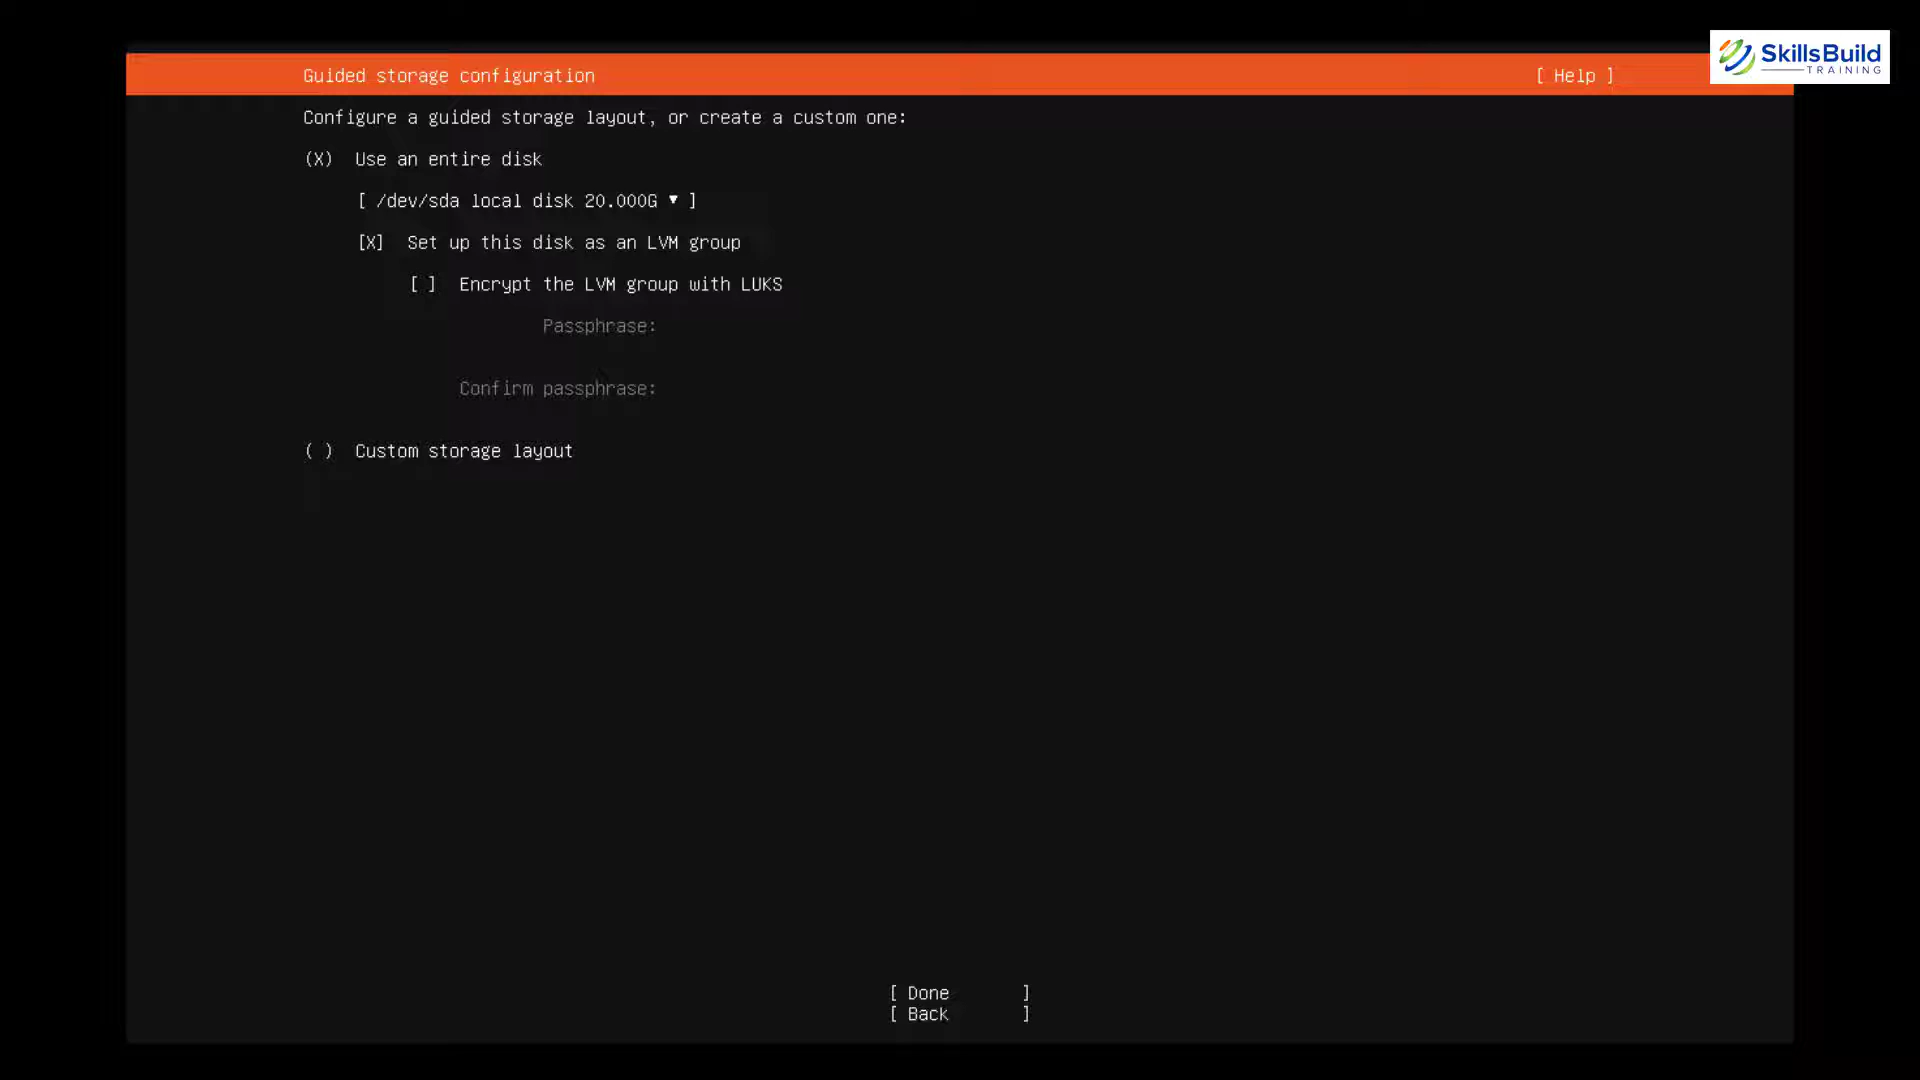 Guided storage configuration [ Help ]
SkillsBuild
TRAINING
Configure a guided storage layout, or create a custom one:
(X) Use an entire disk
[ /dev/sda local disk 20.000G ▾ ]
[X] Set up this disk as an LVM group
[ ] Encrypt the LVM group with LUKS
Passphrase:
Confirm passphrase:
( ) Custom storage layout
[ Done ]
[ Back ]